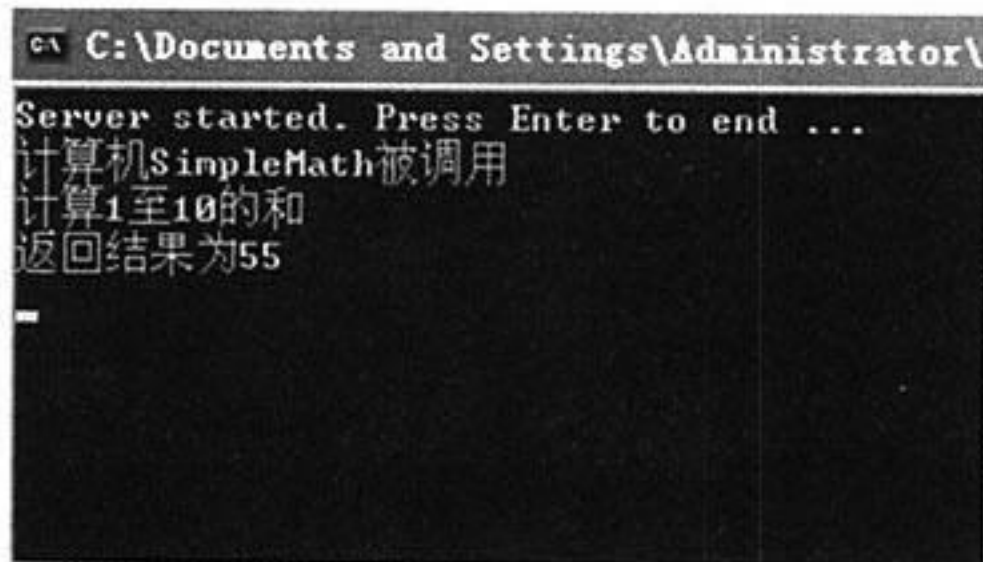 C:\Documents and Settings\Administrator\
Server started. Press Enter to end ...
计算机SimpleMath被调用
计算1至10的和
返回结果为55